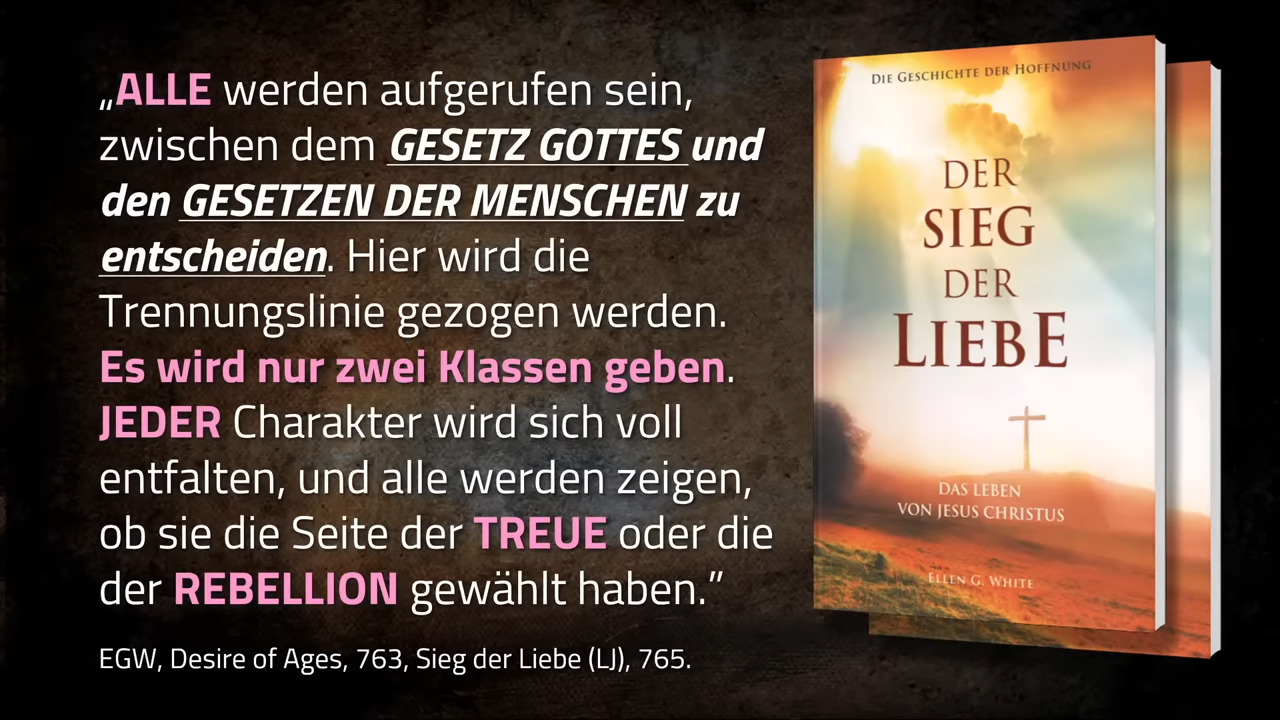 „ALLE werden aufgerufen sein,
zwischen dem GESETZ GOTTES und
den GESETZEN DER MENSCHEN zu
entscheiden. Hier wird die
Trennungslinie gezogen werden.
Es wird nur zwei Klassen geben.
JEDER Charakter wird sich voll
entfalten, und alle werden zeigen,
ob sie die Seite der TREUE oder die
der REBELLION gewählt haben.”
EGW, Desire of Ages, 763, Sieg der Liebe (LJ), 765.
DIE GESCHICHTE DER HOFFNUNG
DER
SIEG
DER
LIEBE
DAS LEBEN
VON JESUS CHRISTUS
ELLEN G. WHITE